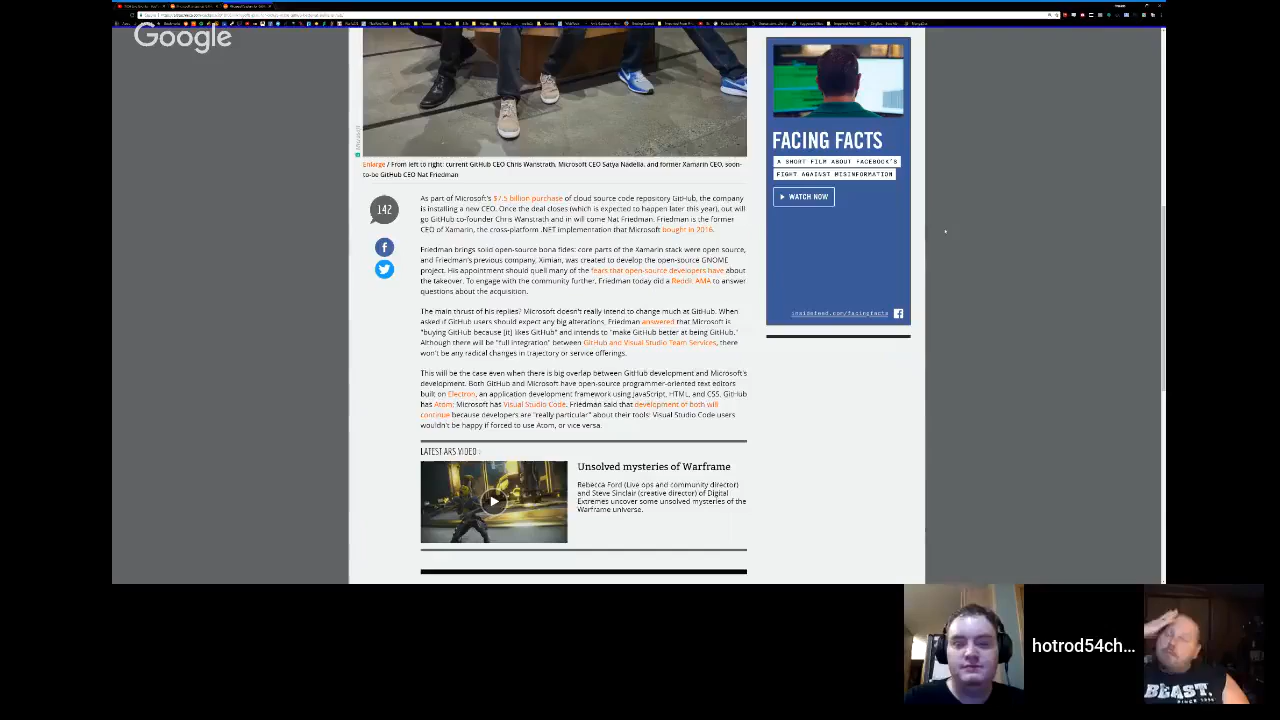 Google
Microsoft
Enlarge / From left to right: current GitHub CEO Chris Wanstrath, Microsoft CEO Satya Nadella, and former Xamarin CEO, soon-
to-be GitHub CEO Nat Friedman
142
As part of Microsoft's $7.5 billion purchase of cloud source code repository GitHub, the company
is installing a new CEO. Once the deal closes (which is expected to happen later this year), out will
go GitHub co-founder Chris Wanstrath and in will come Nat Friedman. Friedman is the former
CEO of Xamarin, the cross-platform .NET implementation that Microsoft bought in 2016.
Friedman brings solid open-source bona fides: core parts of the Xamarin stack were open source,
and Friedman's previous company, Ximian, was created to develop the open-source GNOME
project. His appointment should quell many of the fears that open-source developers have about
the takeover. To engage with the community further, Friedman today did a Reddit AMA to answer
questions about the acquisition.
The main thrust of his replies? Microsoft doesn't really intend to change much at GitHub. When
asked if GitHub users should expect any big alterations, Friedman answered that Microsoft is
"buying GitHub because [it] likes GitHub" and intends to "make GitHub better at being GitHub."
Although there will be "full integration" between GitHub and Visual Studio Team Services, there
won't be any radical changes in trajectory or service offerings.
This will be the case even when there is big overlap between GitHub development and Microsoft's
development. Both GitHub and Microsoft have open-source programmer-oriented text editors
built on Electron, an application development framework using JavaScript, HTML, and CSS. GitHub
has Atom; Microsoft has Visual Studio Code. Friedman said that development of both will
continue because developers are "really particular" about their tools: Visual Studio Code users
wouldn't be happy if forced to use Atom, or vice versa.
LATEST ARS VIDEO
Unsolved mysteries of Warframe
Rebecca Ford (Live ops and community director)
and Steve Sinclair (creative director) of Digital
Extremes uncover some unsolved mysteries of the
Warframe universe.
FACING FACTS
A SHORT FILM ABOUT FACEBOOK'S
FIGHT AGAINST MISINFORMATION
WATCH NOW
insidefeed.com/facingfacts
hotrod54ch...
BEAST.